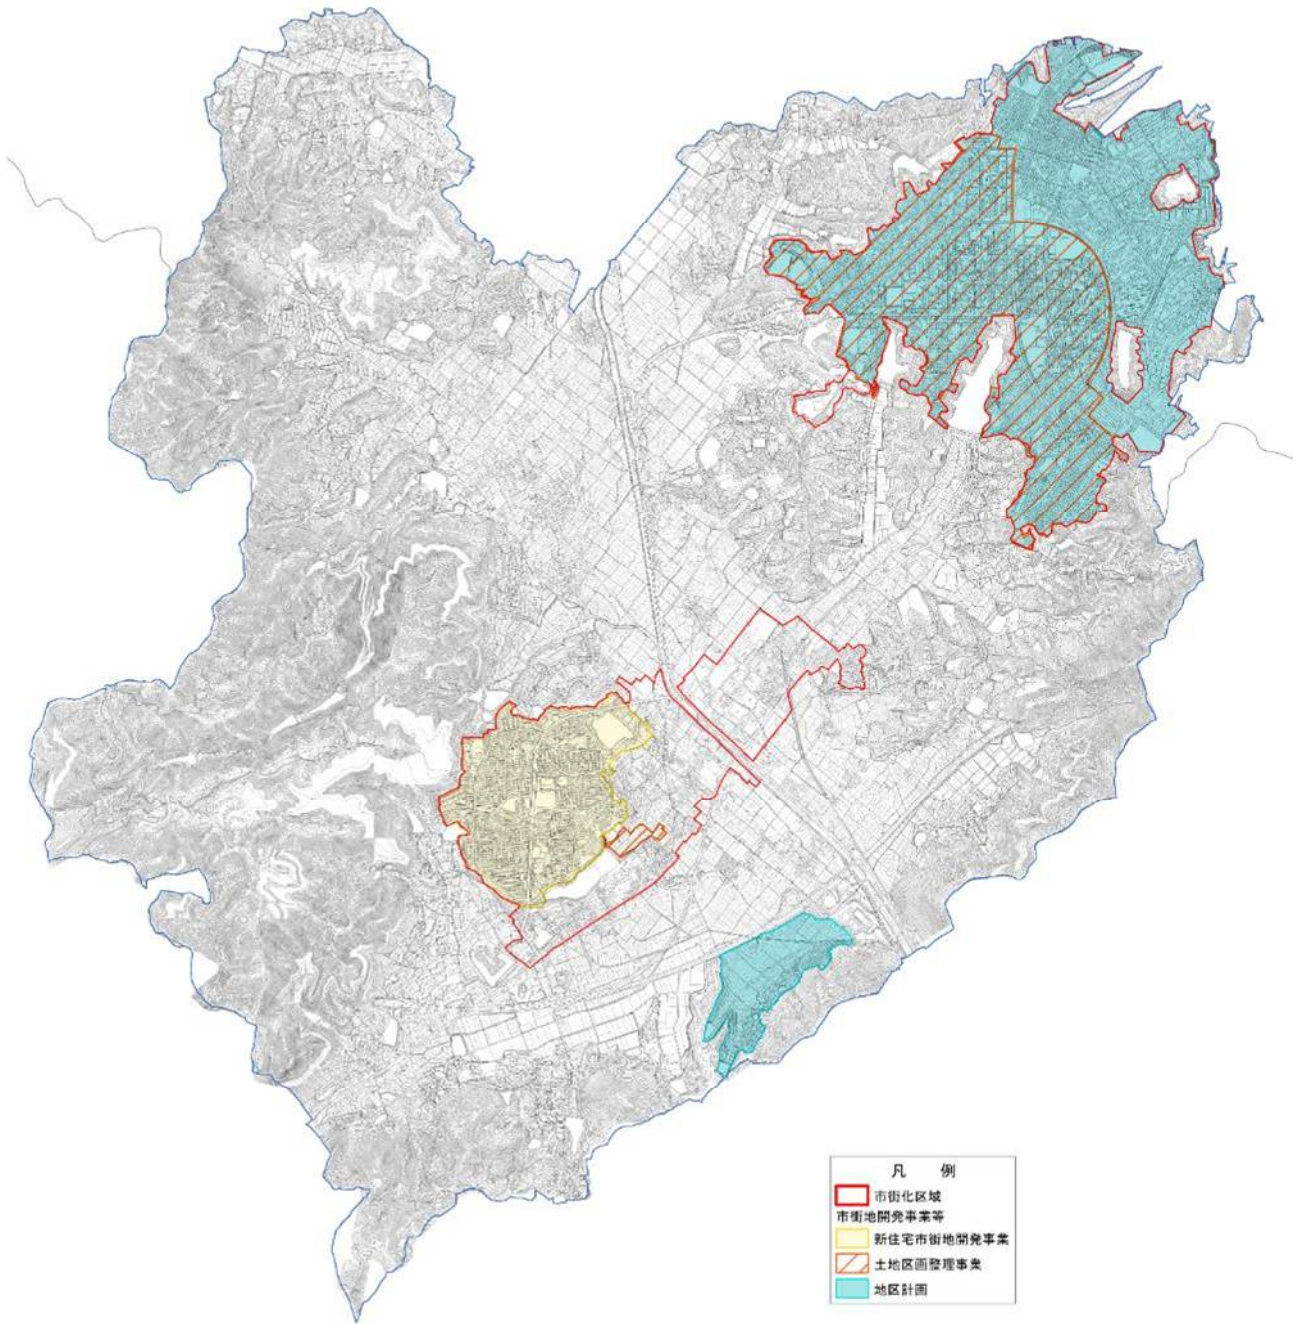 凡 例
市街化区域
市街地開発事業等
新住宅市街地開発事業
土地区画整理事業
地区計画